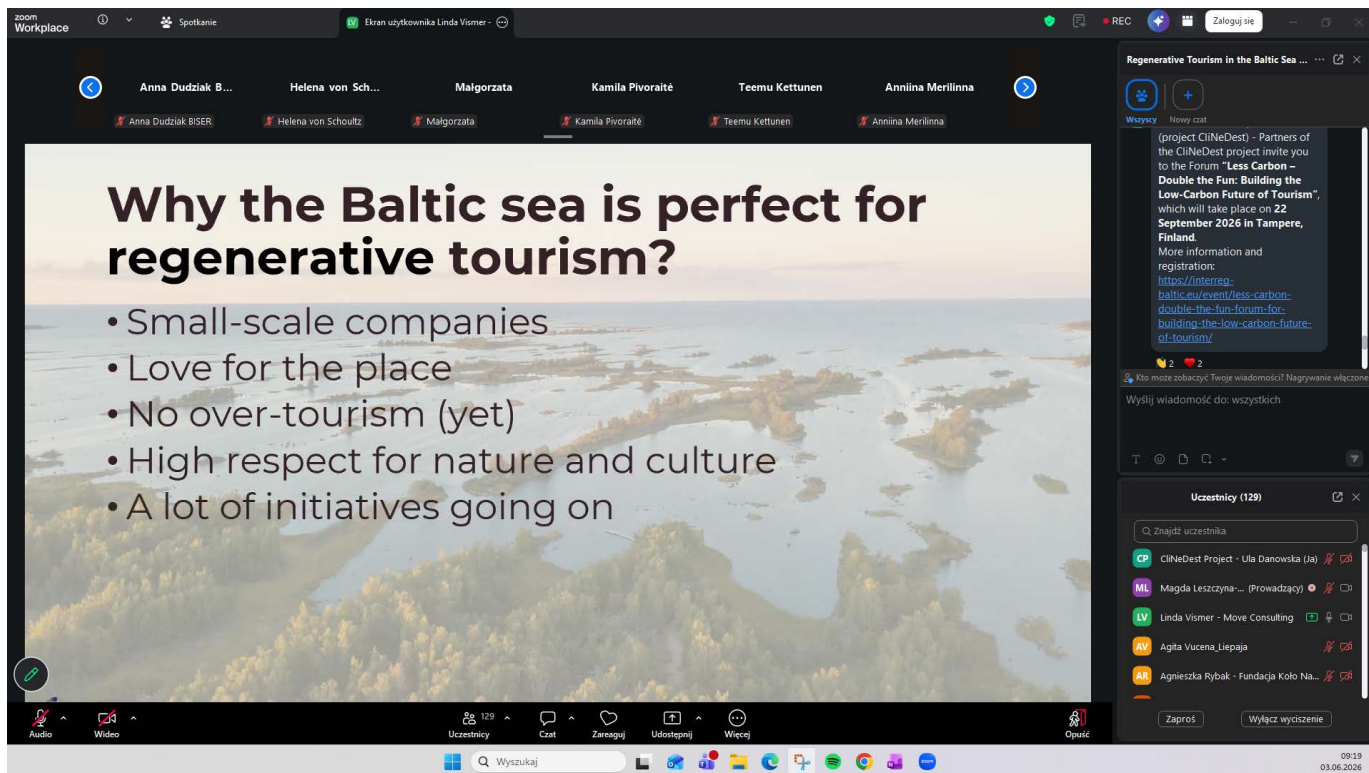 zoom
Workplace
Spotkanie
LV Ekran użytkownika Linda Vismer -
REC
Zaloguj się
Anna Dudziak B...
Helena von Sch...
Małgorzata
Kamila Pivoraitė
Teemu Kettunen
Anniina Merilinna
Anna Dudziak BISER
Helena von Schoultz
Małgorzata
Kamila Pivoraitė
Teemu Kettunen
Anniina Merilinna
Why the Baltic sea is perfect for
regenerative tourism?
• Small-scale companies
• Love for the place
• No over-tourism (yet)
• High respect for nature and culture
• A lot of initiatives going on
Regenerative Tourism in the Baltic Sea ...
Wszyscy
Nowy czat
(project CliNeDest) - Partners of
the CliNeDest project invite you
to the Forum “Less Carbon –
Double the Fun: Building the
Low-Carbon Future of Tourism”,
which will take place on 22
September 2026 in Tampere,
Finland.
More information and
registration:
https://interreg-
baltic.eu/event/less-carbon-
double-the-fun-forum-for-
building-the-low-carbon-future-
of-tourism/
2 2
Kto może zobaczyć Twoje wiadomości? Nagrywanie włączone
Wyślij wiadomość do: wszystkich
Uczestnicy (129)
Znajdź uczestnika
CP CliNeDest Project - Ula Danowska (Ja)
ML Magda Leszczyna-... (Prowadzący)
LV Linda Vismer - Move Consulting
AV Agita Vucena_Liepaja
AR Agnieszka Rybak - Fundacja Koło Na...
Zaproś
Wyłącz wyciszenie
Audio
Wideo
129
Uczestnicy
Czat
Zareaguj
Udostępnij
Więcej
Opuść
Wyszukaj
zoom
09:19
03.06.2026